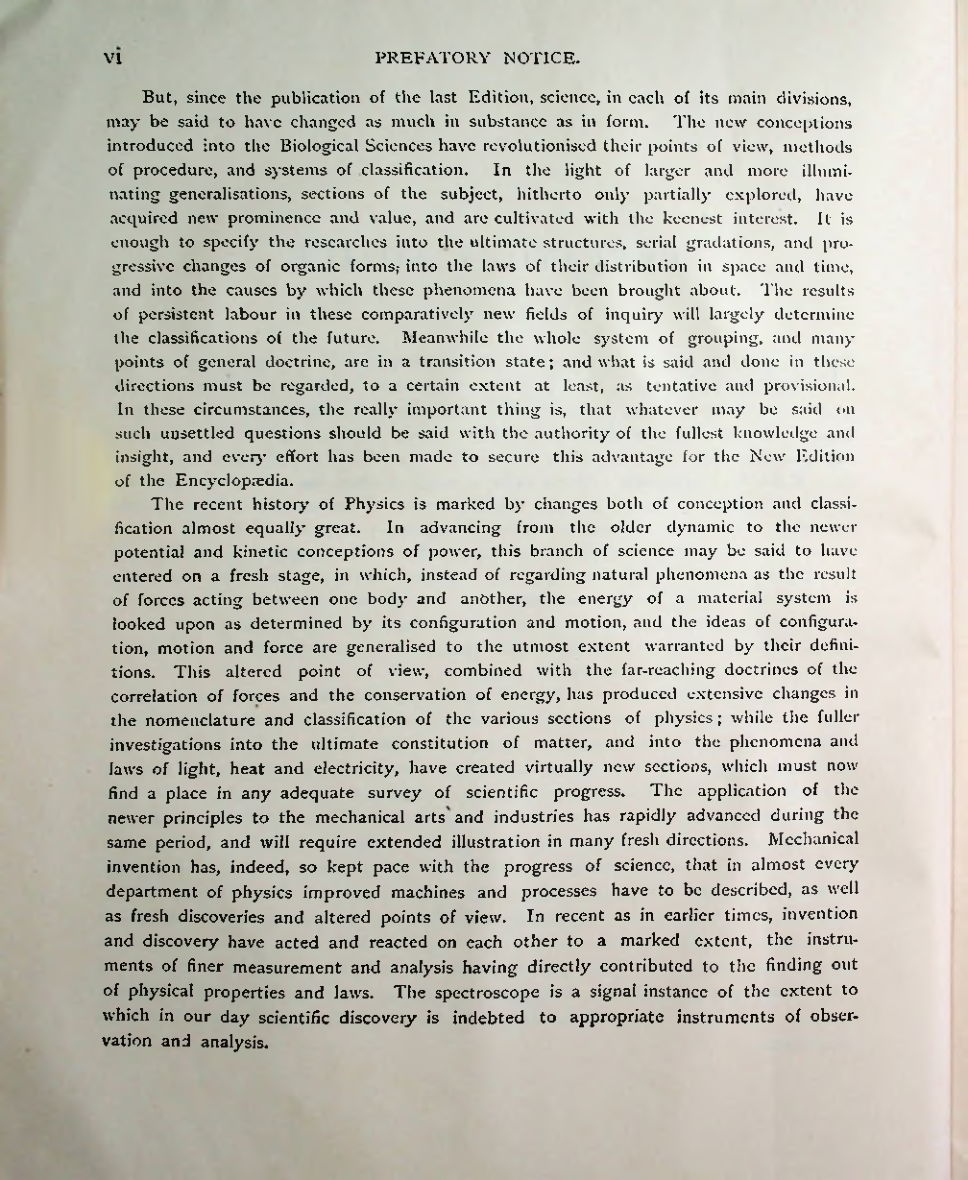 vi PREFATORY NOTICE.
But, since the publication of the last Edition, science, in each of its main divisions,
may be said to have changed as much in substance as in form. The new conceptions
introduced into the Biological Sciences have revolutionised their points of view, methods
of procedure, and systems of classification. In the light of larger and more illumi-
nating generalisations, sections of the subject, hitherto only partially explored, have
acquired new prominence and value, and are cultivated with the keenest interest. It is
enough to specify the researches into the ultimate structures, serial gradations, and pro-
gressive changes of organic forms, into the laws of their distribution in space and time,
and into the causes by which these phenomena have been brought about. The results
of persistent labour in these comparatively new fields of inquiry will largely determine
the classifications of the future. Meanwhile the whole system of grouping, and many
points of general doctrine, are in a transition state; and what is said and done in these
directions must be regarded, to a certain extent at least, as tentative and provisional.
In these circumstances, the really important thing is, that whatever may be said on
such unsettled questions should be said with the authority of the fullest knowledge and
insight, and every effort has been made to secure this advantage for the New Edition
of the Encyclopædia.
The recent history of Physics is marked by changes both of conception and classi-
fication almost equally great. In advancing from the older dynamic to the newer
potential and kinetic conceptions of power, this branch of science may be said to have
entered on a fresh stage, in which, instead of regarding natural phenomena as the result
of forces acting between one body and another, the energy of a material system is
looked upon as determined by its configuration and motion, and the ideas of configura-
tion, motion and force are generalised to the utmost extent warranted by their defini-
tions. This altered point of view, combined with the far-reaching doctrines of the
correlation of forces and the conservation of energy, has produced extensive changes in
the nomenclature and classification of the various sections of physics; while the fuller
investigations into the ultimate constitution of matter, and into the phenomena and
laws of light, heat and electricity, have created virtually new sections, which must now
find a place in any adequate survey of scientific progress. The application of the
newer principles to the mechanical arts and industries has rapidly advanced during the
same period, and will require extended illustration in many fresh directions. Mechanical
invention has, indeed, so kept pace with the progress of science, that in almost every
department of physics improved machines and processes have to be described, as well
as fresh discoveries and altered points of view. In recent as in earlier times, invention
and discovery have acted and reacted on each other to a marked extent, the instru-
ments of finer measurement and analysis having directly contributed to the finding out
of physical properties and laws. The spectroscope is a signal instance of the extent to
which in our day scientific discovery is indebted to appropriate instruments of obser-
vation and analysis.